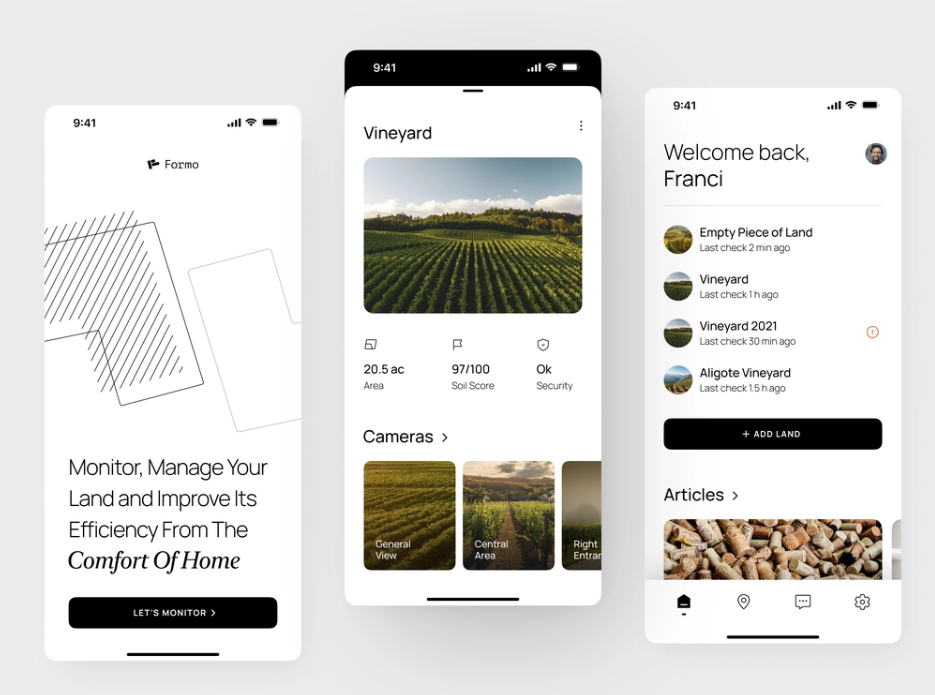 9:41
Formo
Monitor, Manage Your
Land and Improve Its
Efficiency From The
Comfort Of Home
LET'S MONITOR
9:41
Vineyard
20.5 ac
Area
97/100
Soil Score
Ok
Security
Cameras
General
View
Central
Area
Right
Entran
9:41
Welcome back,
Franci
Empty Piece of Land
Last check 2 min ago
Vineyard
Last check 1 h ago
Vineyard 2021
Last check 30 min ago
Aligote Vineyard
Last check 1.5 h ago
+ ADD LAND
Articles